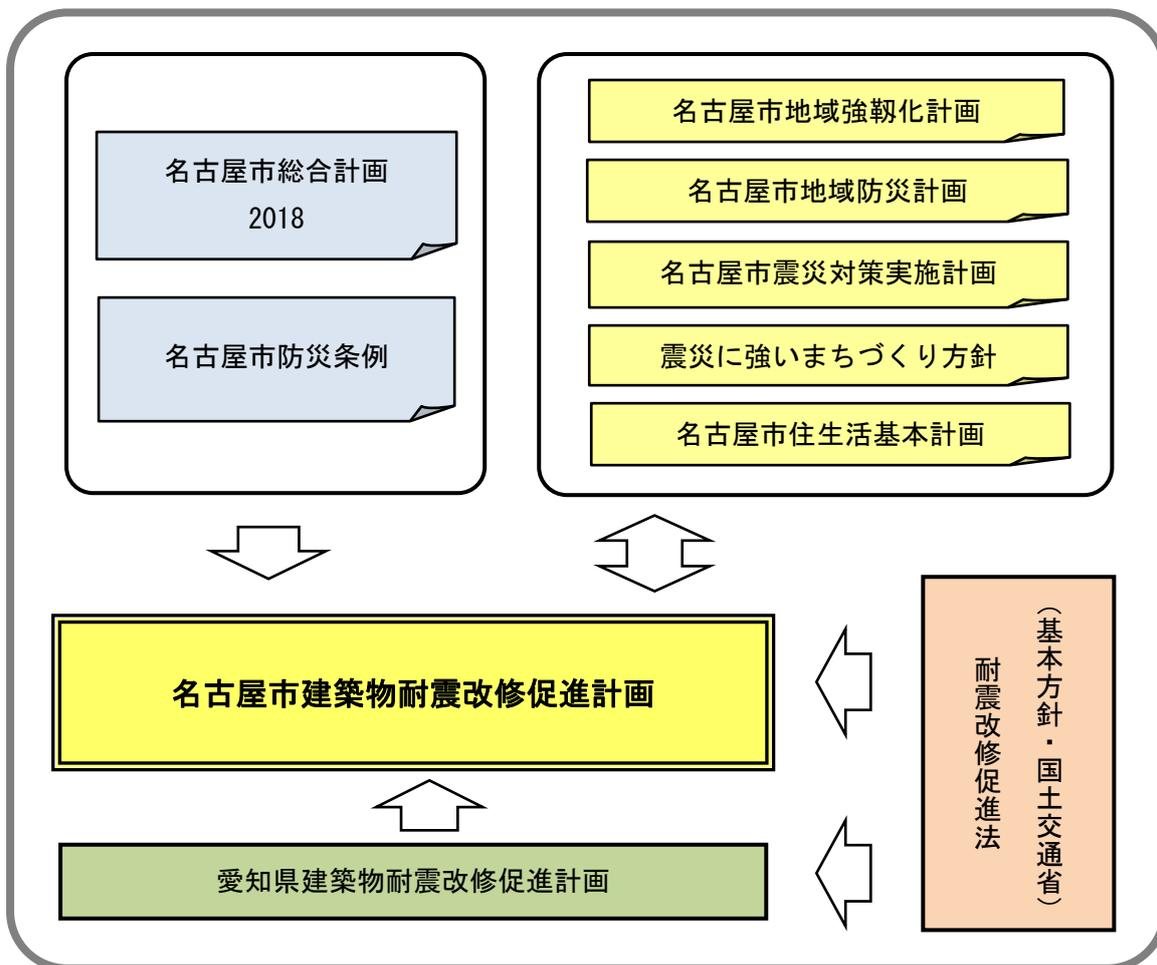 名古屋市総合計画
2018
名古屋市防災条例
名古屋市地域強靱化計画
名古屋市地域防災計画
名古屋市震災対策実施計画
震災に強いまちづくり方針
名古屋市住生活基本計画
名古屋市建築物耐震改修促進計画
愛知県建築物耐震改修促進計画
（基本方針・国土交通省）
耐震改修促進法